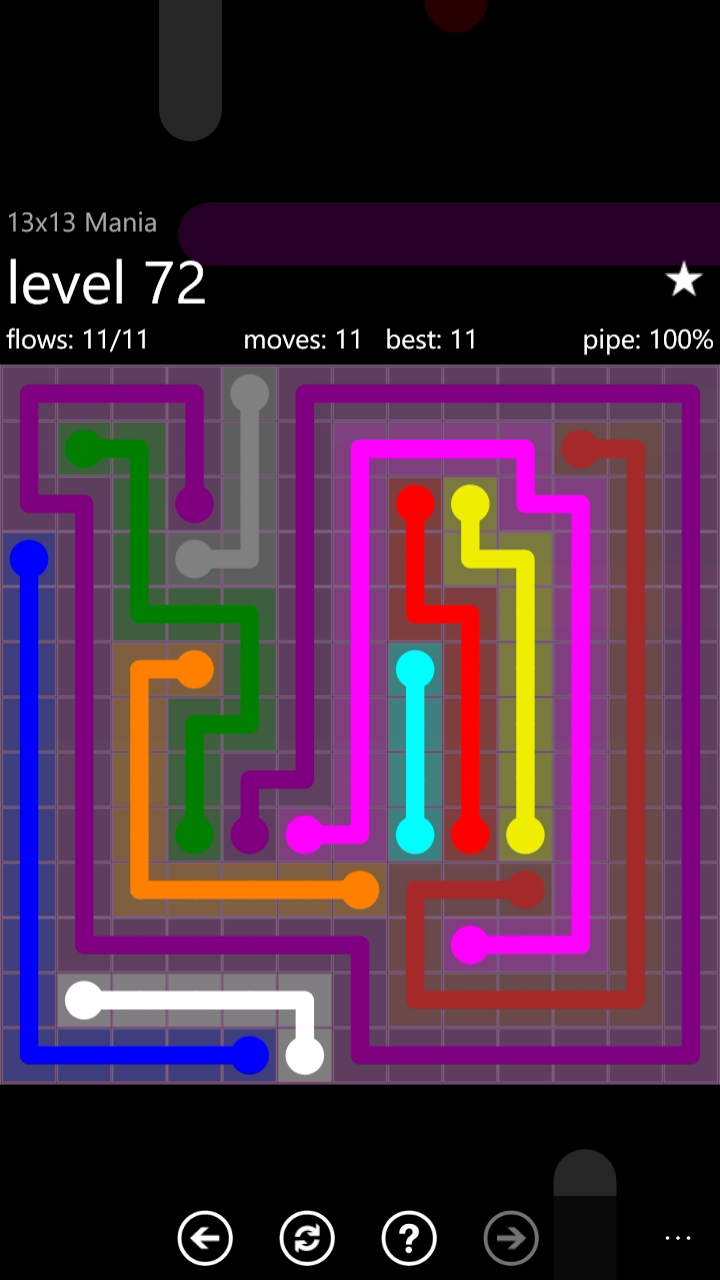 13x13 Mania
level 72
flows: 11/11 moves: 11 best: 11 pipe: 100%
?
...